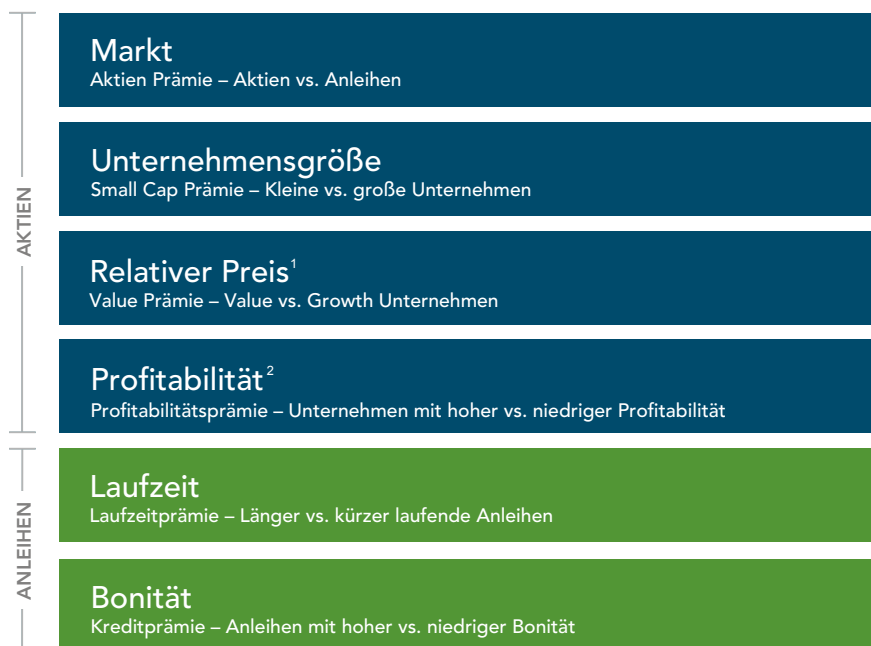 AKTIEN
Markt
Aktien Prämie – Aktien vs. Anleihen
Unternehmensgröße
Small Cap Prämie – Kleine vs. große Unternehmen
Relativer Preis¹
Value Prämie – Value vs. Growth Unternehmen
Profitabilität²
Profitabilitätsprämie – Unternehmen mit hoher vs. niedriger Profitabilität
ANLEIHEN
Laufzeit
Laufzeitprämie – Länger vs. kürzer laufende Anleihen
Bonität
Kreditprämie – Anleihen mit hoher vs. niedriger Bonität